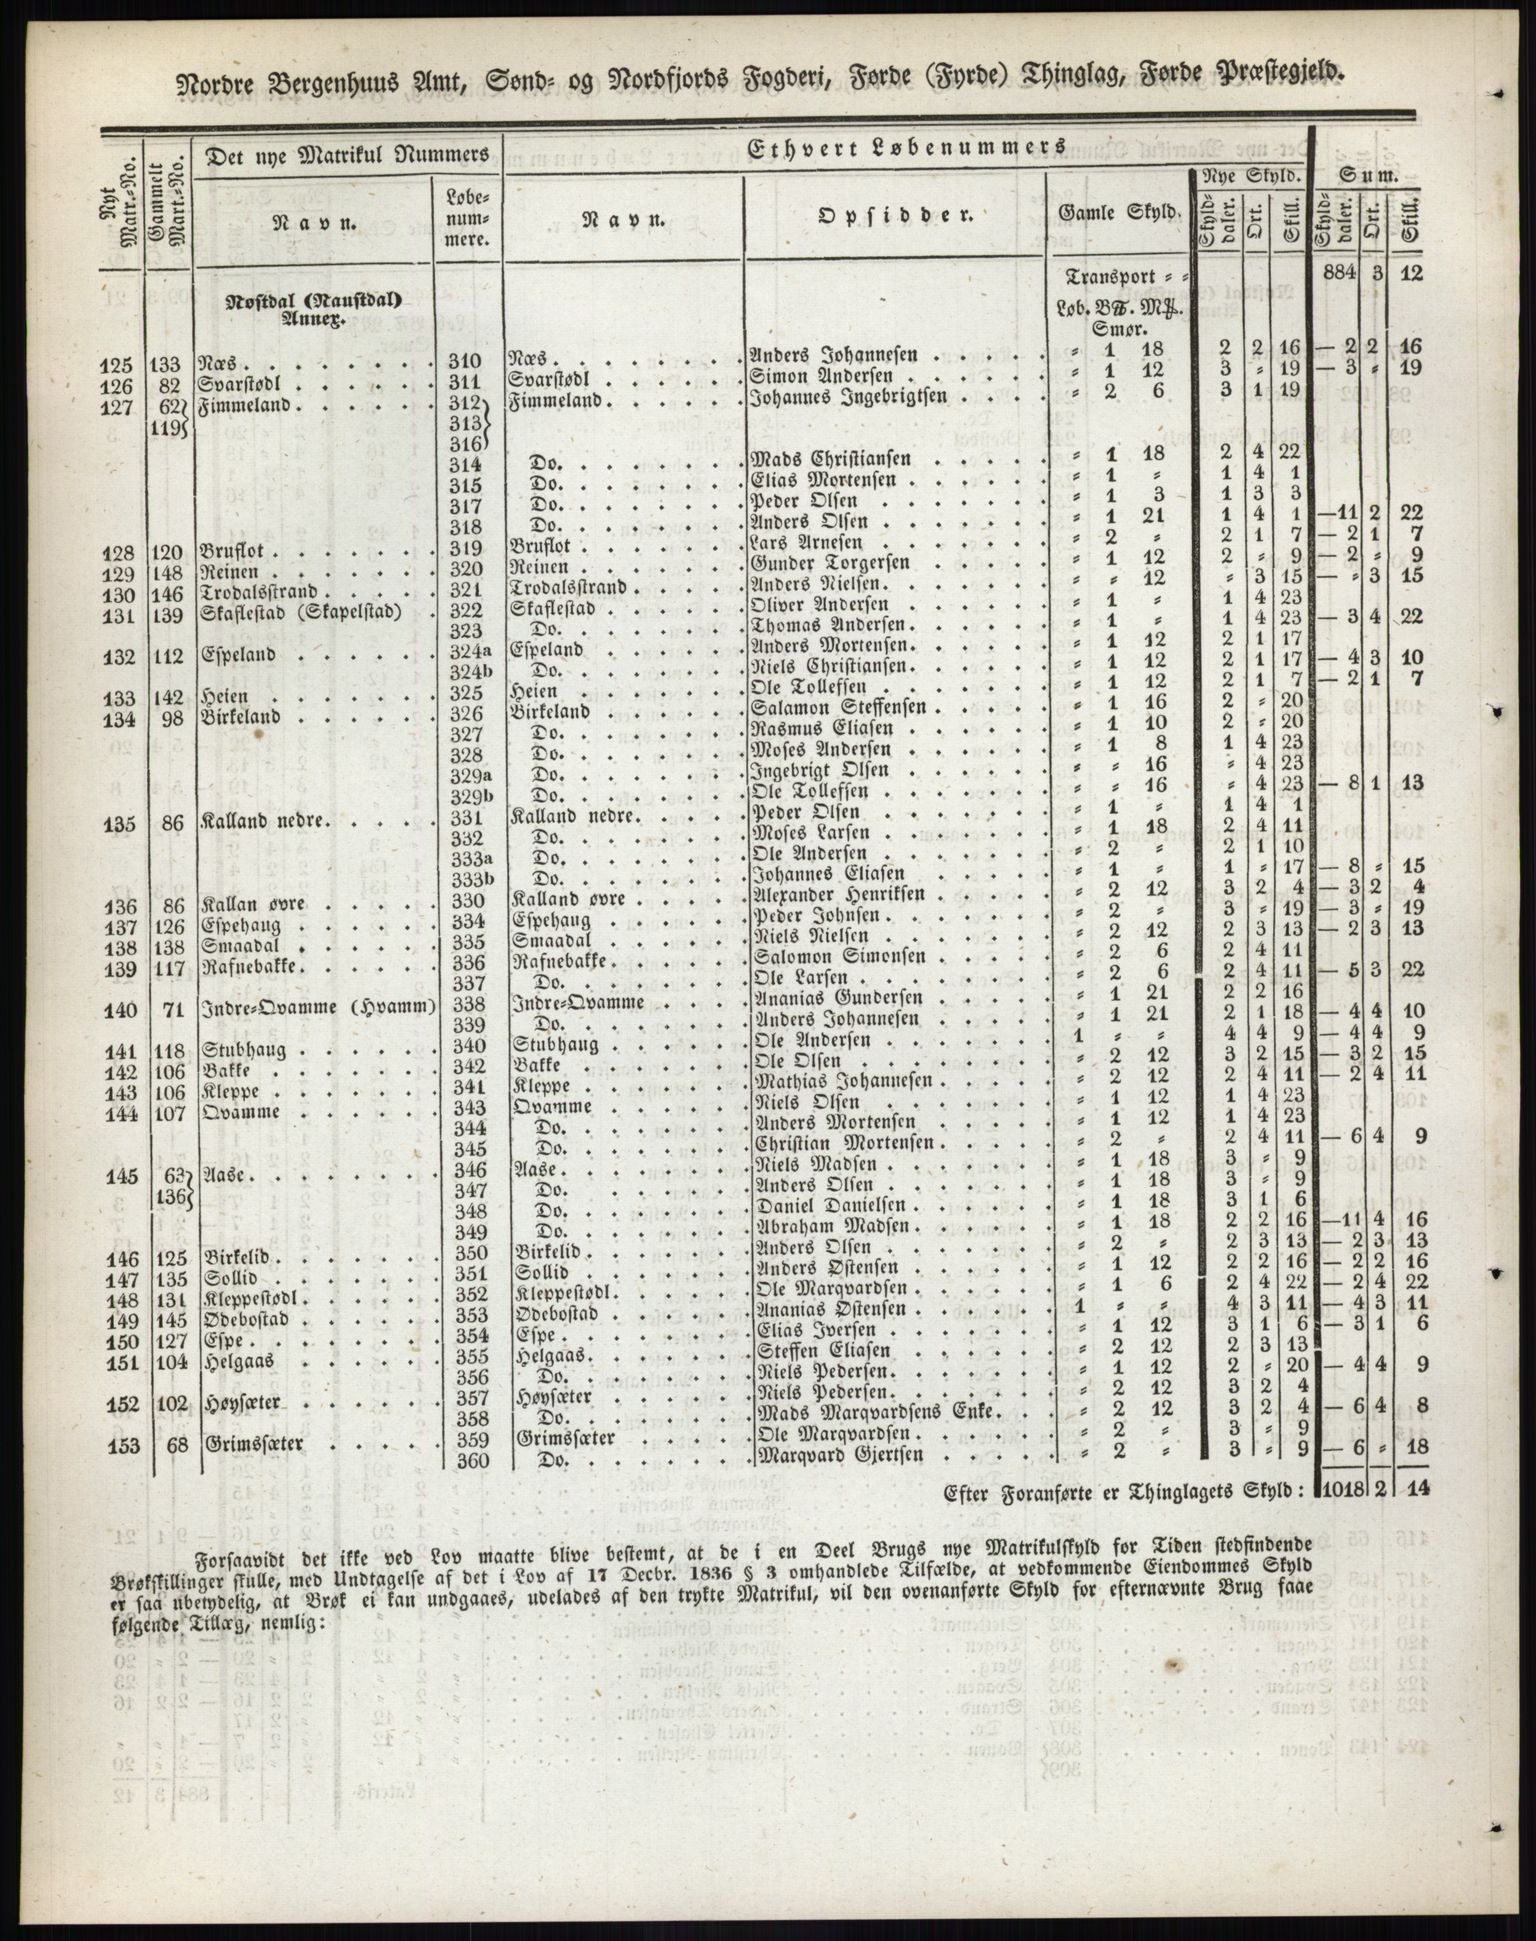 Nordre Bergenhuus Amt, Sønd- og Nordfjords Fogderi, Førde (Fyrde) Thinglag, Førde Præstegjeld.
Nyt Matr.-No. | Gammelt Mart.-No. | Det nye Matrikul Nummers | Ethvert Løbenummers
Navn. | Løbe-nummere. | Navn. | Opsidder. | Gamle Skyld. | Nye Skyld. | Sum.
Skyld-daler. | Ort. | Skill. | Skyld-daler. | Ort. | Skill.
Transport = = 884 3 12
Nøstdal (Naustdal) Annex.
Løb. B℔. M℔. Smør.
125 133 Næs. 310 Næs. Anders Johannesen = 1 18 2 2 16 — 2 2 16
126 82 Svarstødl 311 Svarstødl Simon Andersen = 1 12 3 = 19 — 3 = 19
127 62 Fimmeland. 312 Fimmeland. Johannes Ingebrigtsen = 2 6 3 1 19
119 313
316
314 Do. Mads Christiansen = 1 18 2 4 22
315 Do. Elias Mortensen = 1 = 1 4 1
317 Do. Peder Olsen = 1 3 1 3 3
318 Do. Anders Olsen = 1 21 1 4 1 — 11 2 22
128 120 Bruflot 319 Bruflot Lars Arnesen = 2 = 2 1 7 — 2 1 7
129 148 Reinen 320 Reinen Gunder Torgersen = 1 12 2 = 9 — 2 = 9
130 146 Trodalsstrand 321 Trodalsstrand Anders Nielsen. = = 12 = 3 15 — = 3 15
131 139 Skaflestad (Skapelstad) 322 Skaflestad Oliver Andersen = 1 = 1 4 23
323 Do. Thomas Andersen. = 1 = 1 4 23 — 3 4 22
132 112 Espeland 324a Espeland Anders Mortensen. = 1 12 2 1 17
324b Do. Niels Christiansen. = 1 12 2 1 17 — 4 3 10
133 142 Heien 325 Heien Ole Tollefsen = 1 12 2 1 7 — 2 1 7
134 98 Birkeland 326 Birkeland Salamon Steffensen = 1 16 2 = 20
327 Do. Rasmus Eliasen = 1 10 2 = 20
328 Do. Moses Andersen = 1 8 1 4 23
329a Do. Ingebrigt Olsen = = 16 = 4 23
329b Do. Ole Tollefsen = = 16 = 4 23 — 8 1 13
135 86 Kalland nedre. 331 Kalland nedre. Peder Olsen = 1 = 1 4 1
332 Do. Moses Larsen = 1 18 2 4 11
333a Do. Ole Andersen = 2 = 2 1 10
333b Do. Johannes Eliasen = 1 = 1 = 17 — 8 = 15
136 86 Kallan øvre 330 Kalland øvre Alexander Henriksen = 2 12 3 2 4 — 3 2 4
137 126 Espehaug 334 Espehaug Peder Johnsen. = 2 = 3 = 19 — 3 = 19
138 138 Smaadal 335 Smaadal Niels Nielsen = 2 12 2 3 13 — 2 3 13
139 117 Rafnebakke. 336 Rafnebakke. Salomon Simonsen = 2 6 2 4 11
337 Do. Ole Larsen = 2 6 2 4 11 — 5 3 22
140 71 Indre-Qvamme (Hvamm) 338 Indre-Qvamme Ananias Gundersen = 1 21 2 2 16
339 Do. Anders Johannesen = 1 21 2 1 18 — 4 4 10
141 118 Stubhaug 340 Stubhaug Ole Andersen 1 = = 4 4 9 — 4 4 9
142 106 Bakke 342 Bakke Ole Olsen = 2 12 3 2 15 — 3 2 15
143 106 Kleppe 341 Kleppe Mathias Johannesen = 2 12 2 4 11 — 2 4 11
144 107 Qvamme 343 Qvamme Niels Olsen = 1 12 1 4 23
344 Do. Anders Mortensen = 1 12 1 4 23
345 Do. Christian Mortensen = 2 = 2 4 11 — 6 4 9
145 63 Aase. 346 Aase. Niels Madsen = 1 18 3 = 9
136 347 Do. Anders Olsen = 1 18 3 = 9
348 Do. Daniel Danielsen = 1 18 3 1 6
349 Do. Abraham Madsen = 1 18 2 2 16 — 11 4 16
146 125 Birkelid. 350 Birkelid. Anders Olsen = 2 = 2 3 13 — 2 3 13
147 135 Sollid 351 Sollid Anders Østensen = 1 12 2 2 16 — 2 2 16
148 131 Kleppestødl. 352 Kleppestødl. Ole Marqvardsen = 1 6 2 4 22 — 2 4 22
149 145 Ødebostad 353 Ødebostad Ananias Østensen 1 = = 4 3 11 — 4 3 11
150 127 Espe. 354 Espe. Elias Iversen = 1 12 3 1 6 — 3 1 6
151 104 Helgaas 355 Helgaas. Steffen Eliasen = 2 12 2 3 13
356 Do. Niels Pedersen. = 1 12 2 = 20 — 4 4 9
152 102 Høysæter 357 Høysæter Niels Pedersen. = 2 12 3 2 4
358 Do. Mads Marqvardsens Enke. = 2 12 3 2 4 — 6 4 8
153 68 Grimssæter 359 Grimssæter Ole Marqvardsen = 2 = 3 = 9
360 Do. Marqvard Gjertsen = 2 = 3 = 9 — 6 = 18
Efter Foranførte er Thinglagets Skyld: 1018 2 14
Forsaavidt det ikke ved Lov maatte blive bestemt, at de i en Deel Brugs nye Matrikulskyld for Tiden stedfindende
Brøkskillinger skulle, med Undtagelse af det i Lov af 17 Decbr. 1836 § 3 omhandlede Tilfælde, at vedkommende Eiendommes Skyld
er saa ubetydelig, at Brøk ei kan undgaaes, udelades af den trykte Matrikul, vil den ovenanførte Skyld for efternævnte Brug faae
følgende Tillæg, nemlig: